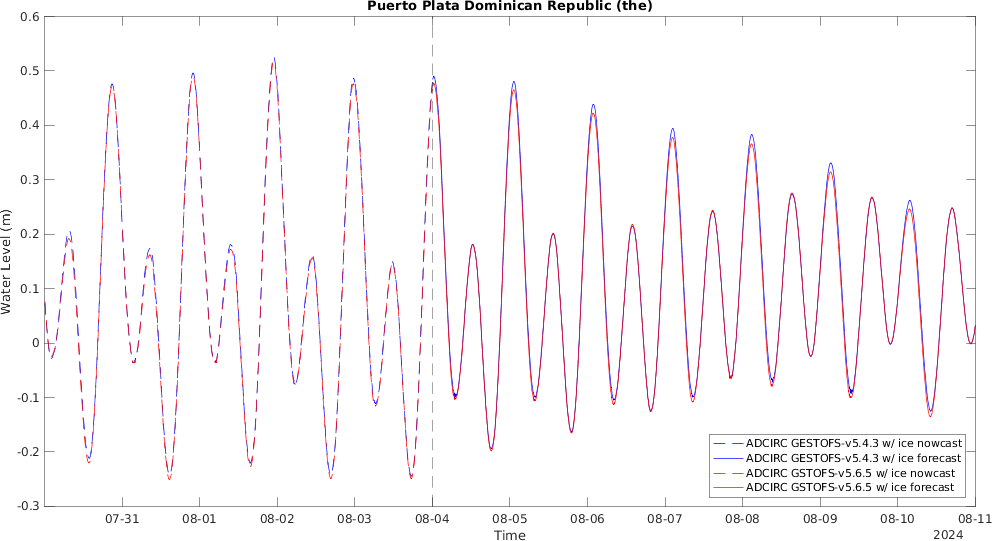 Puerto Plata Dominican Republic (the)
0.6
0.5
0.4
0.3
0.2
0.1
0
-0.1
-0.2
-0.3
Water Level (m)
ADCIRC GESTOFS-v5.4.3 w/ ice nowcast
ADCIRC GESTOFS-v5.4.3 w/ ice forecast
ADCIRC GSTOFS-v5.6.5 w/ ice nowcast
ADCIRC GSTOFS-v5.6.5 w/ ice forecast
07-31 08-01 08-02 08-03 08-04 08-05 08-06 08-07 08-08 08-09 08-10 08-11
Time
2024